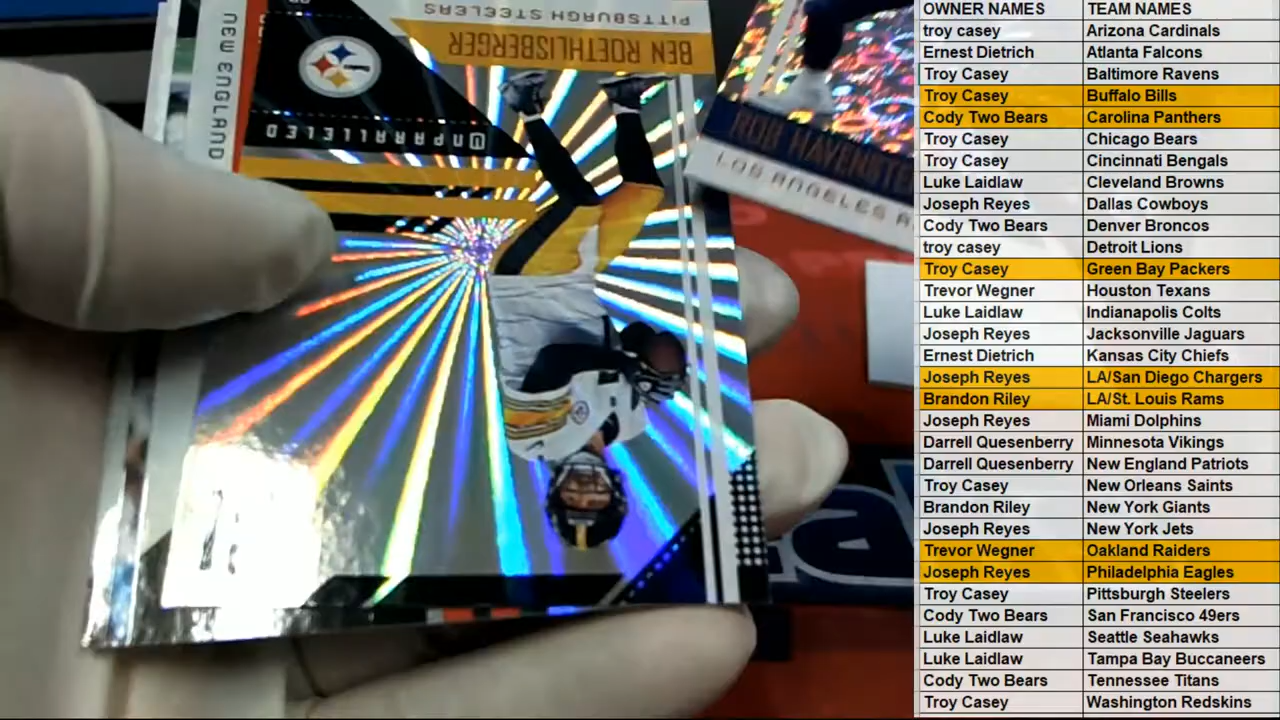 PITTSBURGH STEELERS
BEN ROETHLISBERGER
UNPARALLELED
NEW ENGLAND
ROB HAVENSTE
LOS ANGELES R
OWNER NAMES TEAM NAMES
troy casey Arizona Cardinals
Ernest Dietrich Atlanta Falcons
Troy Casey Baltimore Ravens
Troy Casey Buffalo Bills
Cody Two Bears Carolina Panthers
Troy Casey Chicago Bears
Troy Casey Cincinnati Bengals
Luke Laidlaw Cleveland Browns
Joseph Reyes Dallas Cowboys
Cody Two Bears Denver Broncos
troy casey Detroit Lions
Troy Casey Green Bay Packers
Trevor Wegner Houston Texans
Luke Laidlaw Indianapolis Colts
Joseph Reyes Jacksonville Jaguars
Ernest Dietrich Kansas City Chiefs
Joseph Reyes LA/San Diego Chargers
Brandon Riley LA/St. Louis Rams
Joseph Reyes Miami Dolphins
Darrell Quesenberry Minnesota Vikings
Darrell Quesenberry New England Patriots
Troy Casey New Orleans Saints
Brandon Riley New York Giants
Joseph Reyes New York Jets
Trevor Wegner Oakland Raiders
Joseph Reyes Philadelphia Eagles
Troy Casey Pittsburgh Steelers
Cody Two Bears San Francisco 49ers
Luke Laidlaw Seattle Seahawks
Luke Laidlaw Tampa Bay Buccaneers
Cody Two Bears Tennessee Titans
Troy Casey Washington Redskins